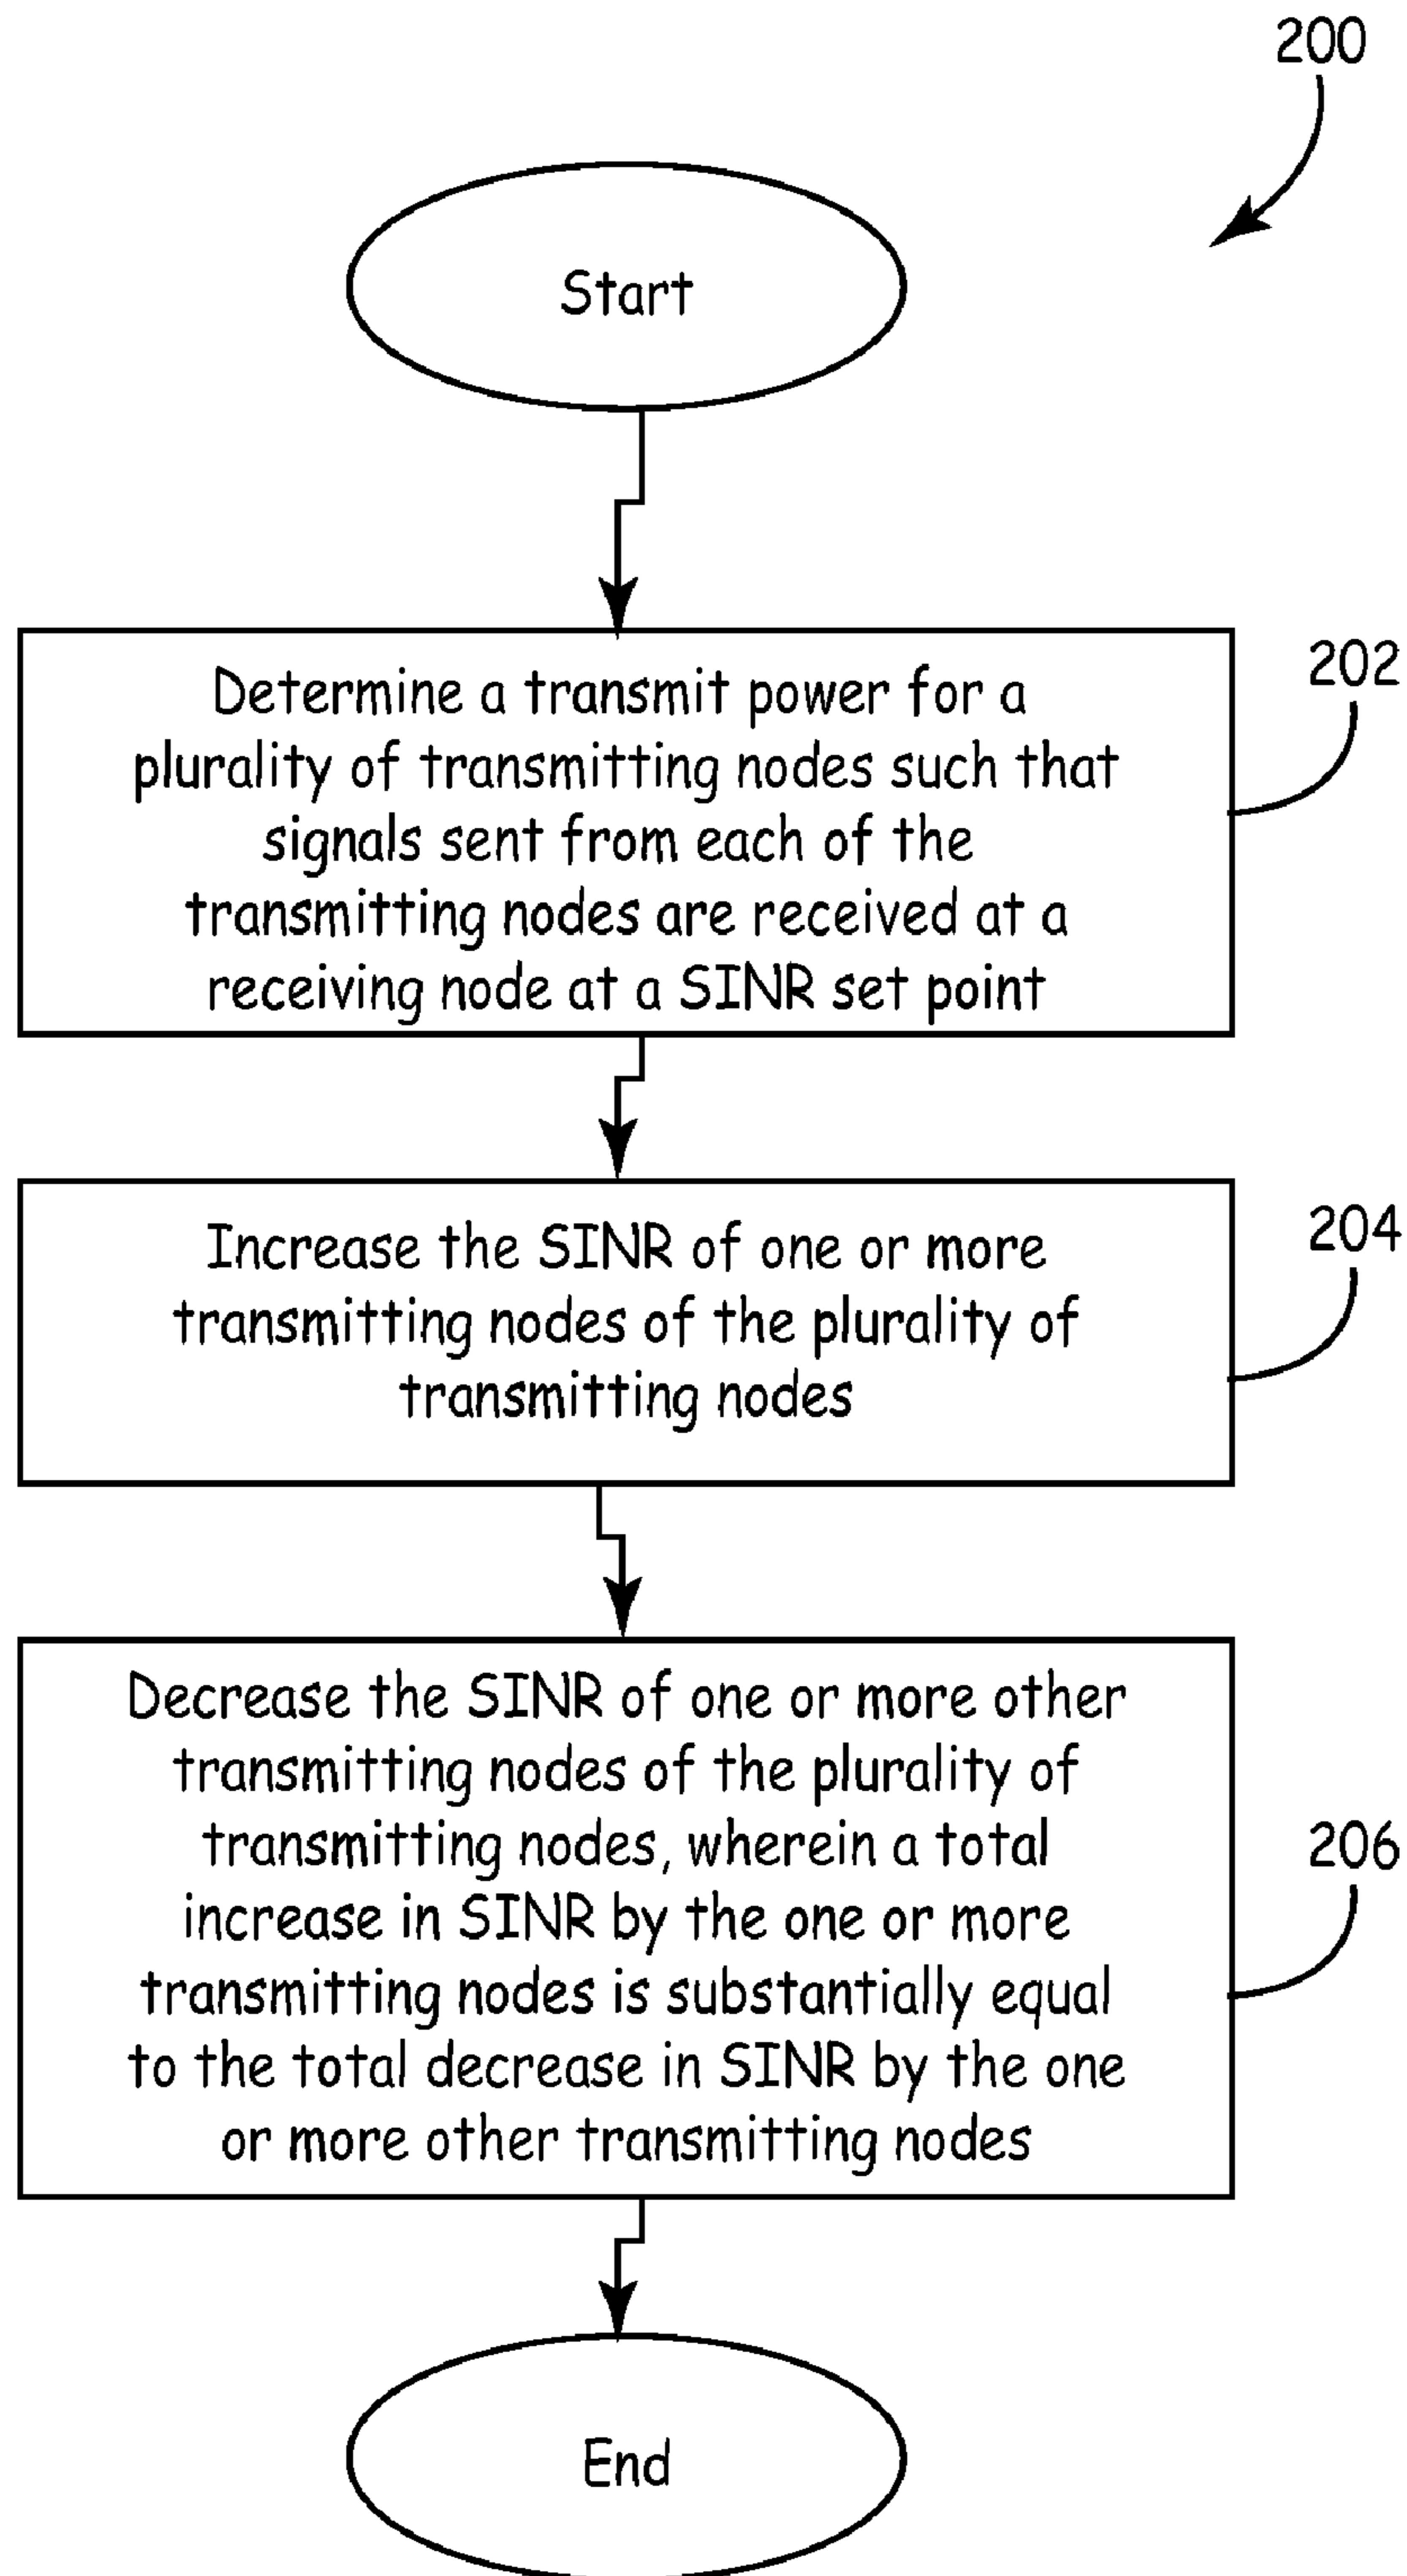 200
Start
Determine a transmit power for a
plurality of transmitting nodes such that
signals sent from each of the
transmitting nodes are received at a
receiving node at a SINR set point
202
Increase the SINR of one or more
transmitting nodes of the plurality of
transmitting nodes
204
Decrease the SINR of one or more other
transmitting nodes of the plurality of
transmitting nodes, wherein a total
increase in SINR by the one or more
transmitting nodes is substantially equal
to the total decrease in SINR by the one
or more other transmitting nodes
206
End